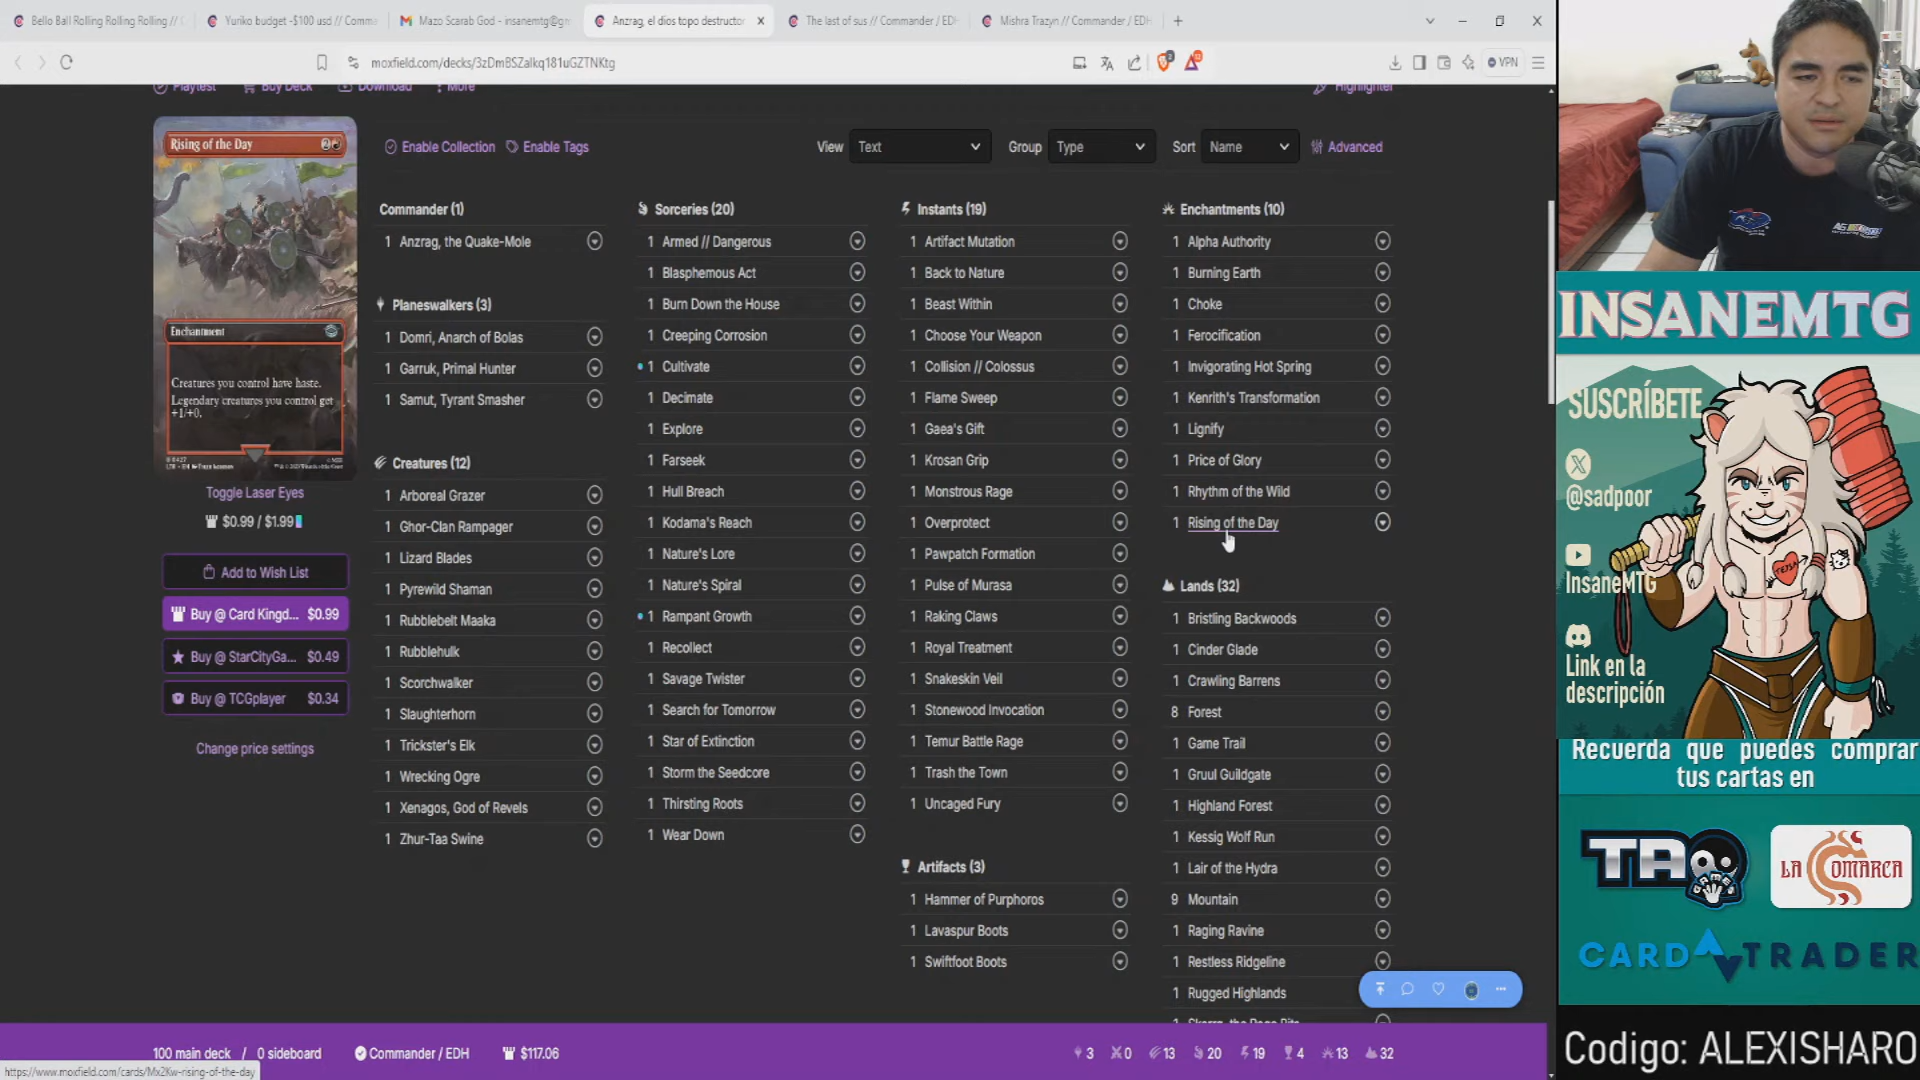 Bello Ball Rolling Rolling Rolling //
Yuriko budget -$100 usd // Comma
Mazo Scarab God - insanemtg@gm
Anzrag, el dios topo destructor
The last of sus // Commander / EDH
Mishra Trazyn // Commander / EDH
moxfield.com/decks/3zDmBSZalkq181uGZTNKtg
VPN
Playtest
Buy Deck
Download
More
Highlighter
Rising of the Day
Enchantment
Creatures you control have haste.
Legendary creatures you control get
+1/+0.
Toggle Laser Eyes
$0.99 / $1.99
Add to Wish List
Buy @ Card Kingd... $0.99
Buy @ StarCityGa... $0.49
Buy @ TCGplayer $0.34
Change price settings
Enable Collection
Enable Tags
View Text
Group Type
Sort Name
Advanced
Commander (1)
1 Anzrag, the Quake-Mole
Planeswalkers (3)
1 Domri, Anarch of Bolas
1 Garruk, Primal Hunter
1 Samut, Tyrant Smasher
Creatures (12)
1 Arboreal Grazer
1 Ghor-Clan Rampager
1 Lizard Blades
1 Pyrewild Shaman
1 Rubblebelt Maaka
1 Rubblehulk
1 Scorchwalker
1 Slaughterhorn
1 Trickster's Elk
1 Wrecking Ogre
1 Xenagos, God of Revels
1 Zhur-Taa Swine
Sorceries (20)
1 Armed // Dangerous
1 Blasphemous Act
1 Burn Down the House
1 Creeping Corrosion
1 Cultivate
1 Decimate
1 Explore
1 Farseek
1 Hull Breach
1 Kodama's Reach
1 Nature's Lore
1 Nature's Spiral
1 Rampant Growth
1 Recollect
1 Savage Twister
1 Search for Tomorrow
1 Star of Extinction
1 Storm the Seedcore
1 Thirsting Roots
1 Wear Down
Instants (19)
1 Artifact Mutation
1 Back to Nature
1 Beast Within
1 Choose Your Weapon
1 Collision // Colossus
1 Flame Sweep
1 Gaea's Gift
1 Krosan Grip
1 Monstrous Rage
1 Overprotect
1 Pawpatch Formation
1 Pulse of Murasa
1 Raking Claws
1 Royal Treatment
1 Snakeskin Veil
1 Stonewood Invocation
1 Temur Battle Rage
1 Trash the Town
1 Uncaged Fury
Artifacts (3)
1 Hammer of Purphoros
1 Lavaspur Boots
1 Swiftfoot Boots
Enchantments (10)
1 Alpha Authority
1 Burning Earth
1 Choke
1 Ferocification
1 Invigorating Hot Spring
1 Kenrith's Transformation
1 Lignify
1 Price of Glory
1 Rhythm of the Wild
1 Rising of the Day
Lands (32)
1 Bristling Backwoods
1 Cinder Glade
1 Crawling Barrens
8 Forest
1 Game Trail
1 Gruul Guildgate
1 Highland Forest
1 Kessig Wolf Run
1 Lair of the Hydra
9 Mountain
1 Raging Ravine
1 Restless Ridgeline
1 Rugged Highlands
100 main deck / 0 sideboard
Commander / EDH
$117.06
3 0 13 20 19 4 13 32
https://www.moxfield.com/cards/Mx2Kw-rising-of-the-day
INSANEMTG
SUSCRÍBETE
@sadpoor
InsaneMTG
Link en la
descripción
TEJSA
Recuerda que puedes comprar
tus cartas en
TAO
GAMES
LA COMARCA
CARD TRADER
Codigo: ALEXISHARO